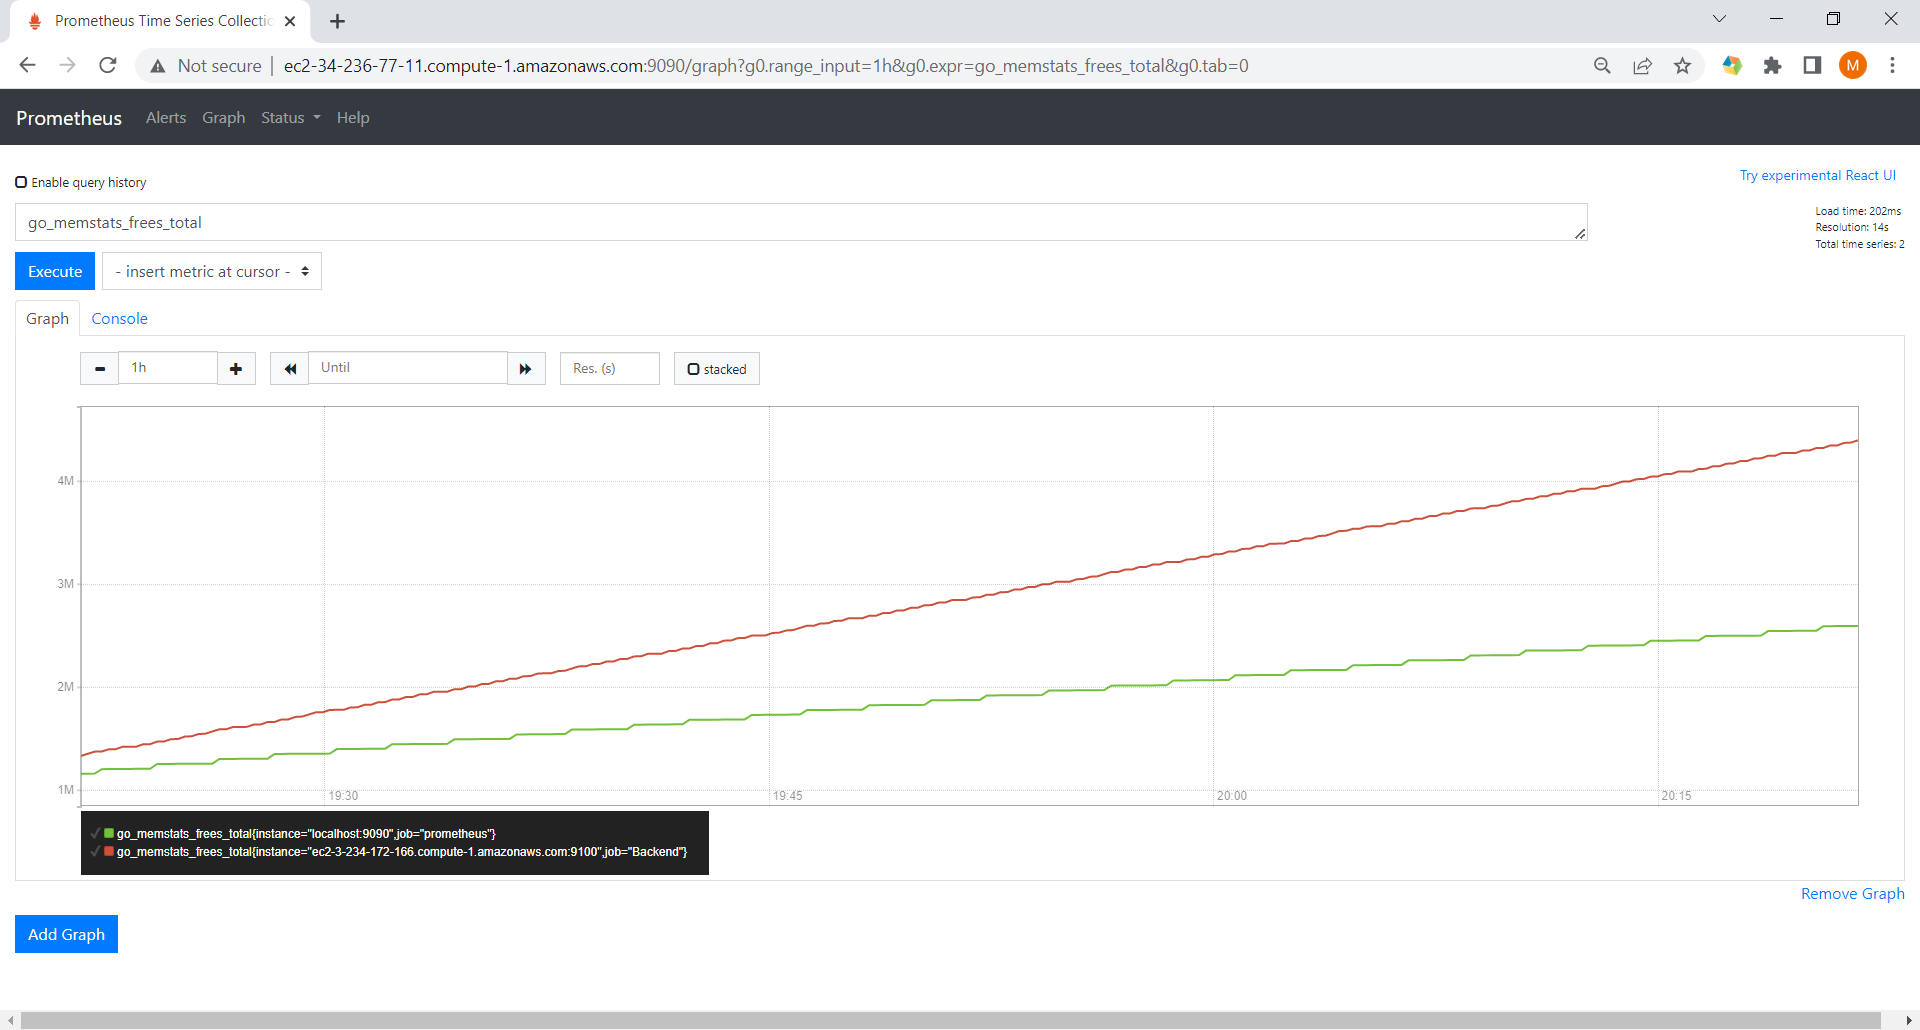 Prometheus Time Series Collectio
Not secure
ec2-34-236-77-11.compute-1.amazonaws.com:9090/graph?g0.range_input=1h&g0.expr=go_memstats_frees_total&g0.tab=0
M
Prometheus Alerts Graph Status Help
Enable query history
Try experimental React UI
go_memstats_frees_total
Load time: 202ms
Resolution: 14s
Total time series: 2
Execute
- insert metric at cursor -
Graph Console
1h
Until
Res. (s)
stacked
4M
3M
2M
1M
19:30 19:45 20:00 20:15
go_memstats_frees_total{instance="localhost:9090",job="prometheus"}
go_memstats_frees_total{instance="ec2-3-234-172-166.compute-1.amazonaws.com:9100",job="Backend"}
Remove Graph
Add Graph